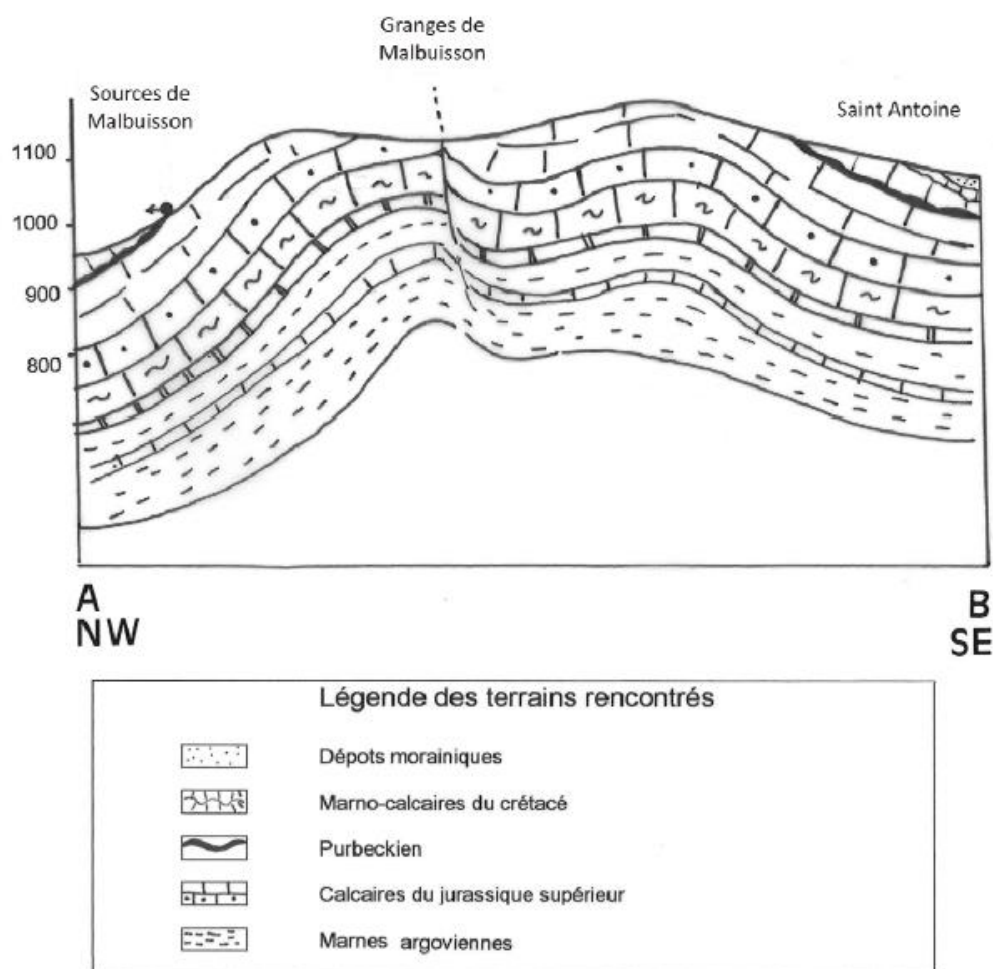 Granges de
Malbuisson
Sources de
Malbuisson
Saint Antoine
1100
1000
900
800
A
NW
B
SE
Légende des terrains rencontrés
Dépots morainiques
Marno-calcaires du crétacé
Purbeckien
Calcaires du jurassique supérieur
Marnes argoviennes